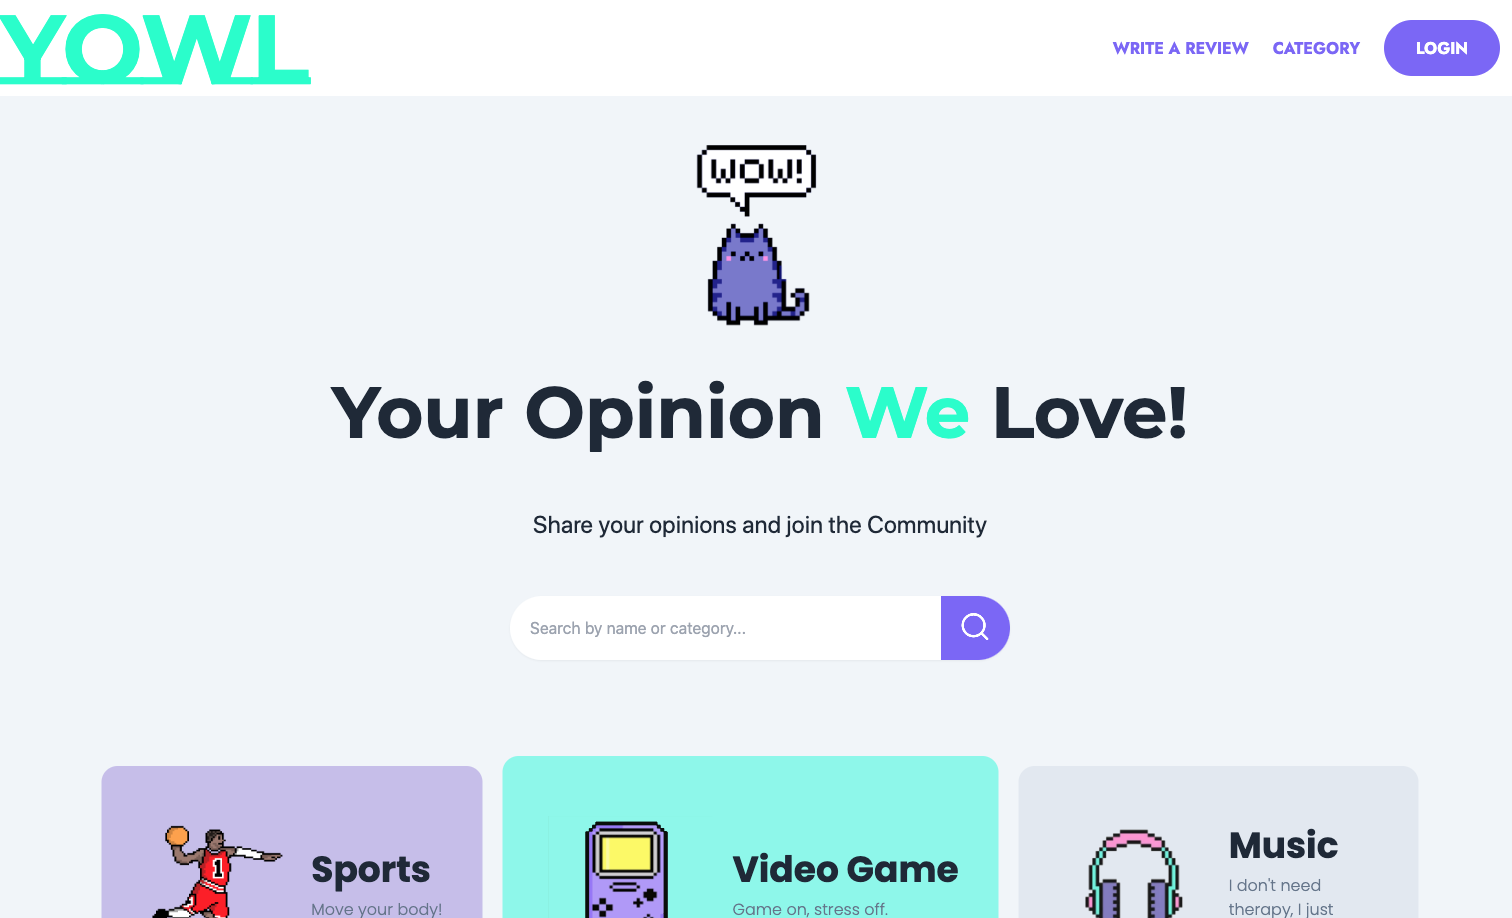 YOWL
WRITE A REVIEW
CATEGORY
LOGIN
WOW!
Your Opinion We Love!
Share your opinions and join the Community
Search by name or category...
Sports
Move your body!
1
Video Game
Game on, stress off.
Music
I don't need
therapy, I just